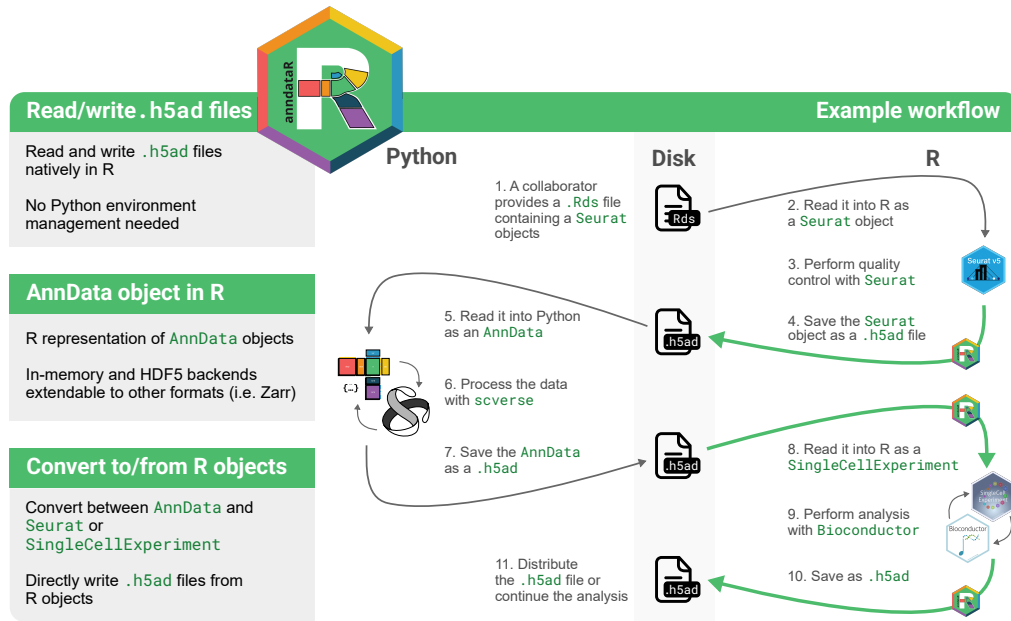 anndataR
Read/write .h5ad files
Read and write .h5ad files
natively in R
No Python environment
management needed
AnnData object in R
R representation of AnnData objects
In-memory and HDF5 backends
extendable to other formats (i.e. Zarr)
Convert to/from R objects
Convert between AnnData and
Seurat or
SingleCellExperiment
Directly write .h5ad files from
R objects
Example workflow
Python
Disk
R
1. A collaborator
provides a .Rds file
containing a Seurat
objects
Rds
2. Read it into R as
a Seurat object
Seurat v5
3. Perform quality
control with Seurat
4. Save the Seurat
object as a .h5ad file
R
.h5ad
5. Read it into Python
as an AnnData
{...}
6. Process the data
with scverse
7. Save the AnnData
as a .h5ad
.h5ad
R
8. Read it into R as a
SingleCellExperiment
SingleCell
Experiment
9. Perform analysis
with Bioconductor
Bioconductor
10. Save as .h5ad
R
.h5ad
11. Distribute
the .h5ad file or
continue the analysis